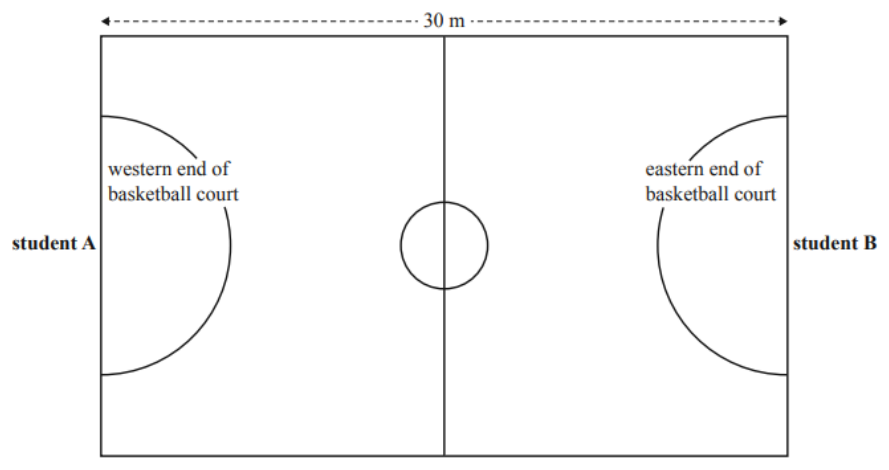 30 m
western end of
basketball court
eastern end of
basketball court
student A
student B